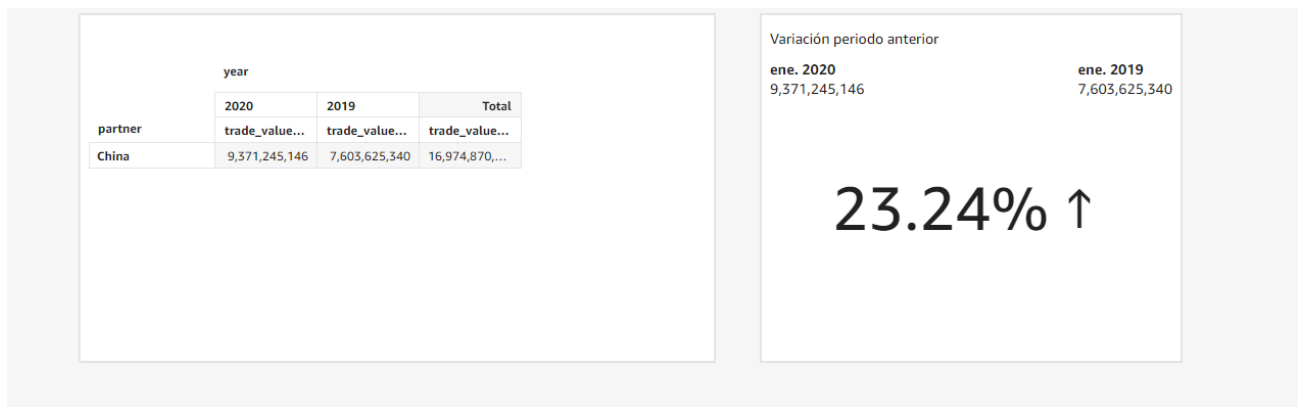 year
2020 2019 Total
partner trade_value... trade_value... trade_value...
China 9,371,245,146 7,603,625,340 16,974,870,...
Variación periodo anterior
ene. 2020 ene. 2019
9,371,245,146 7,603,625,340
23.24% ↑